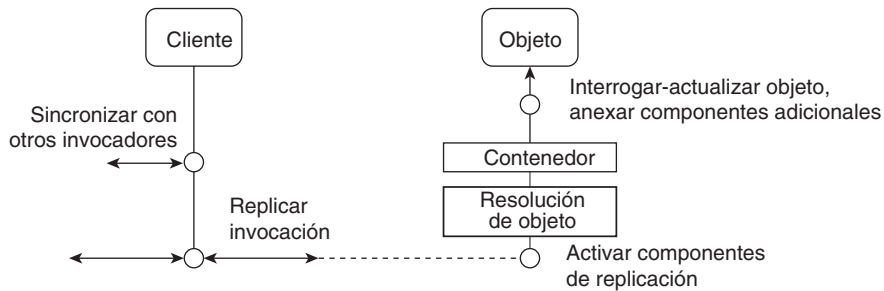 Cliente
Objeto
Interrogar-actualizar objeto,
anexar componentes adicionales
Sincronizar con
otros invocadores
Contenedor
Resolución
de objeto
Replicar
invocación
Activar componentes
de replicación